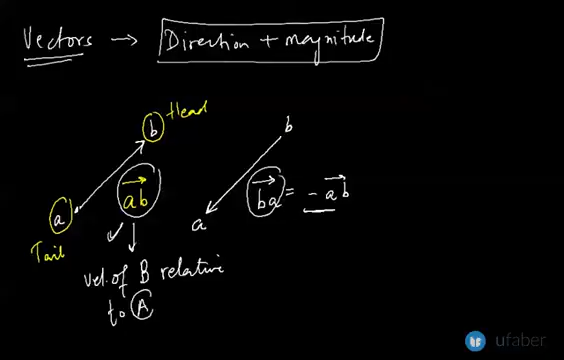 Vectors → Direction + magnitude
b Head
a
Tail
→ab
vel. of B relative
to A
b
a
→ba = - →ab
ufaber